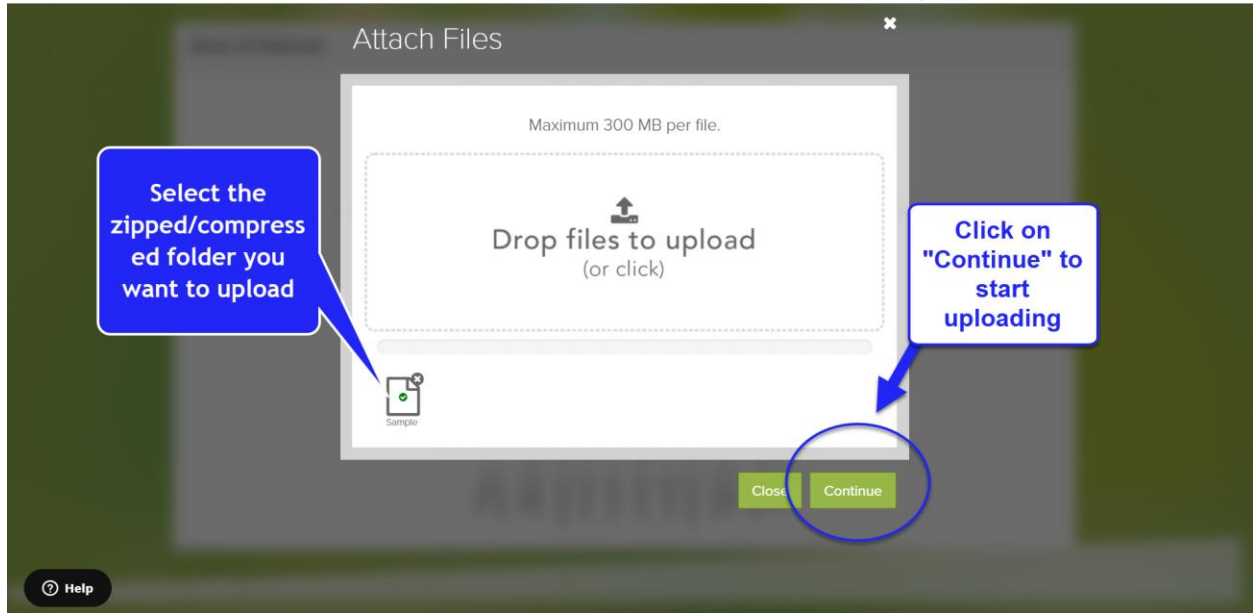 Attach Files
Maximum 300 MB per file.
Select the
zipped/compress
ed folder you
want to upload
Drop files to upload
(or click)
Click on
"Continue" to
start
uploading
Sample
Close
Continue
Help